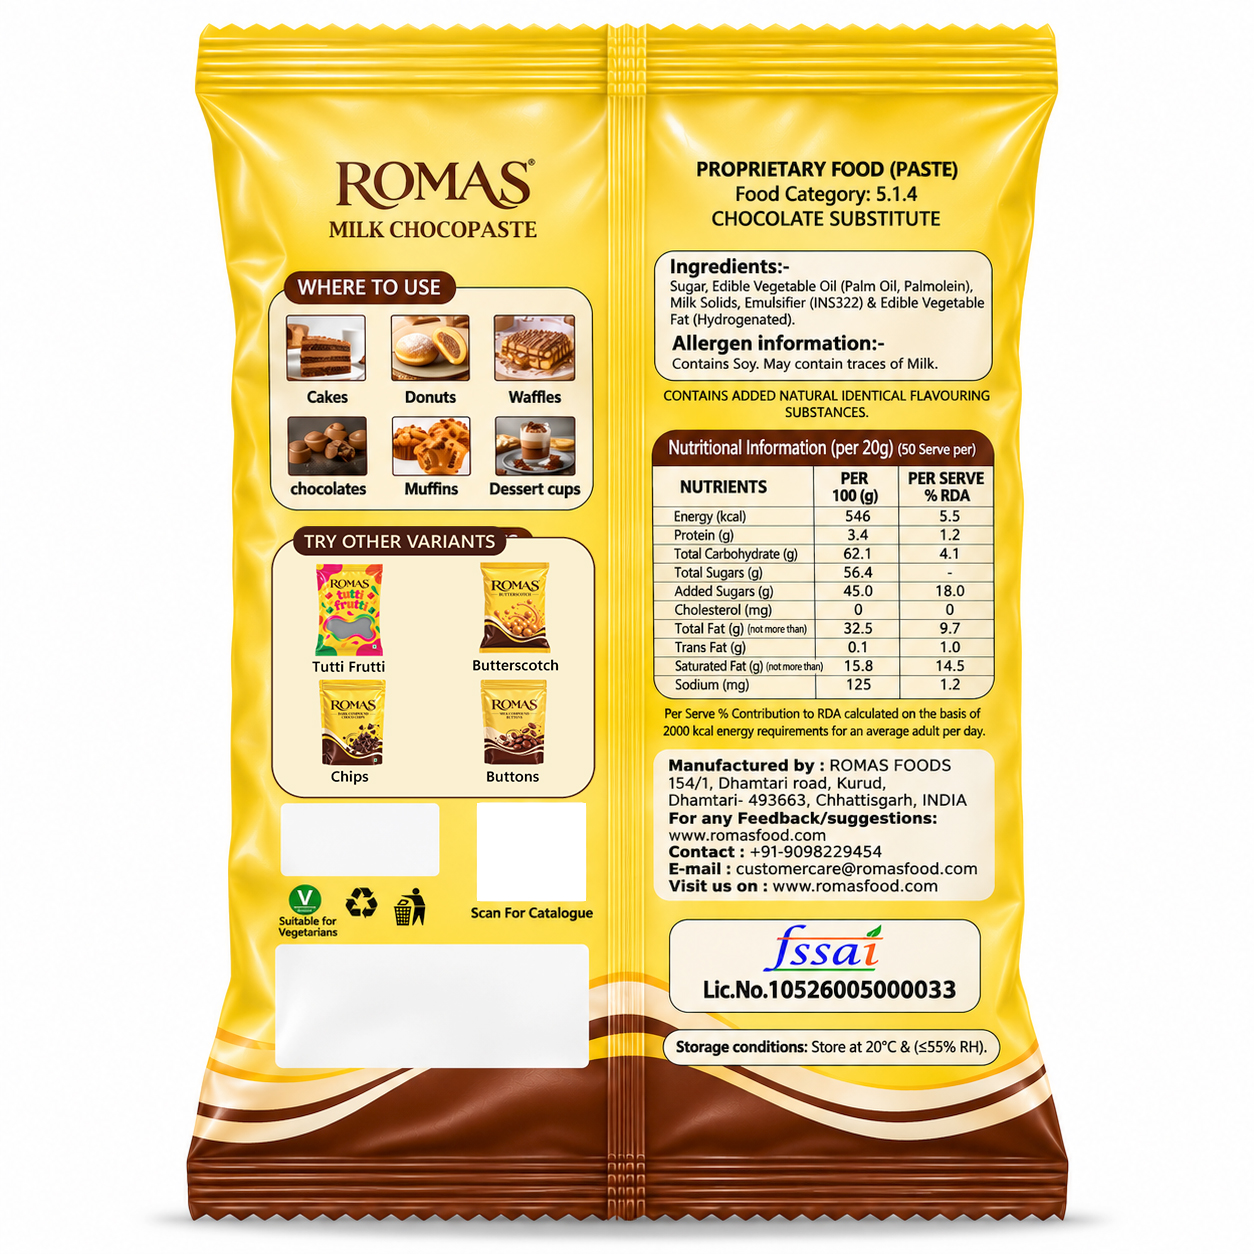 ROMAS®
MILK CHOCOPASTE
WHERE TO USE
Cakes
Donuts
Waffles
chocolates
Muffins
Dessert cups
TRY OTHER VARIANTS
ROMAS
tutti
frutti
Tutti Frutti
ROMAS
BUTTERSCOTCH
Butterscotch
ROMAS
DARK COMPOUND
CHOCO CHIPS
Chips
ROMAS
MILK COMPOUND
BUTTONS
Buttons
V
Suitable for
Vegetarians
Scan For Catalogue
PROPRIETARY FOOD (PASTE)
Food Category: 5.1.4
CHOCOLATE SUBSTITUTE
Ingredients:-
Sugar, Edible Vegetable Oil (Palm Oil, Palmolein),
Milk Solids, Emulsifier (INS322) & Edible Vegetable
Fat (Hydrogenated).
Allergen information:-
Contains Soy. May contain traces of Milk.
CONTAINS ADDED NATURAL IDENTICAL FLAVOURING
SUBSTANCES.
Nutritional Information (per 20g) (50 Serve per)
NUTRIENTS PER 100 (g) PER SERVE % RDA
Energy (kcal) 546 5.5
Protein (g) 3.4 1.2
Total Carbohydrate (g) 62.1 4.1
Total Sugars (g) 56.4 -
Added Sugars (g) 45.0 18.0
Cholesterol (mg) 0 0
Total Fat (g) (not more than) 32.5 9.7
Trans Fat (g) 0.1 1.0
Saturated Fat (g) (not more than) 15.8 14.5
Sodium (mg) 125 1.2
Per Serve % Contribution to RDA calculated on the basis of
2000 kcal energy requirements for an average adult per day.
Manufactured by : ROMAS FOODS
154/1, Dhamtari road, Kurud,
Dhamtari- 493663, Chhattisgarh, INDIA
For any Feedback/suggestions:
www.romasfood.com
Contact : +91-9098229454
E-mail : customercare@romasfood.com
Visit us on : www.romasfood.com
fssai
Lic.No.10526005000033
Storage conditions: Store at 20°C & (≤55% RH).